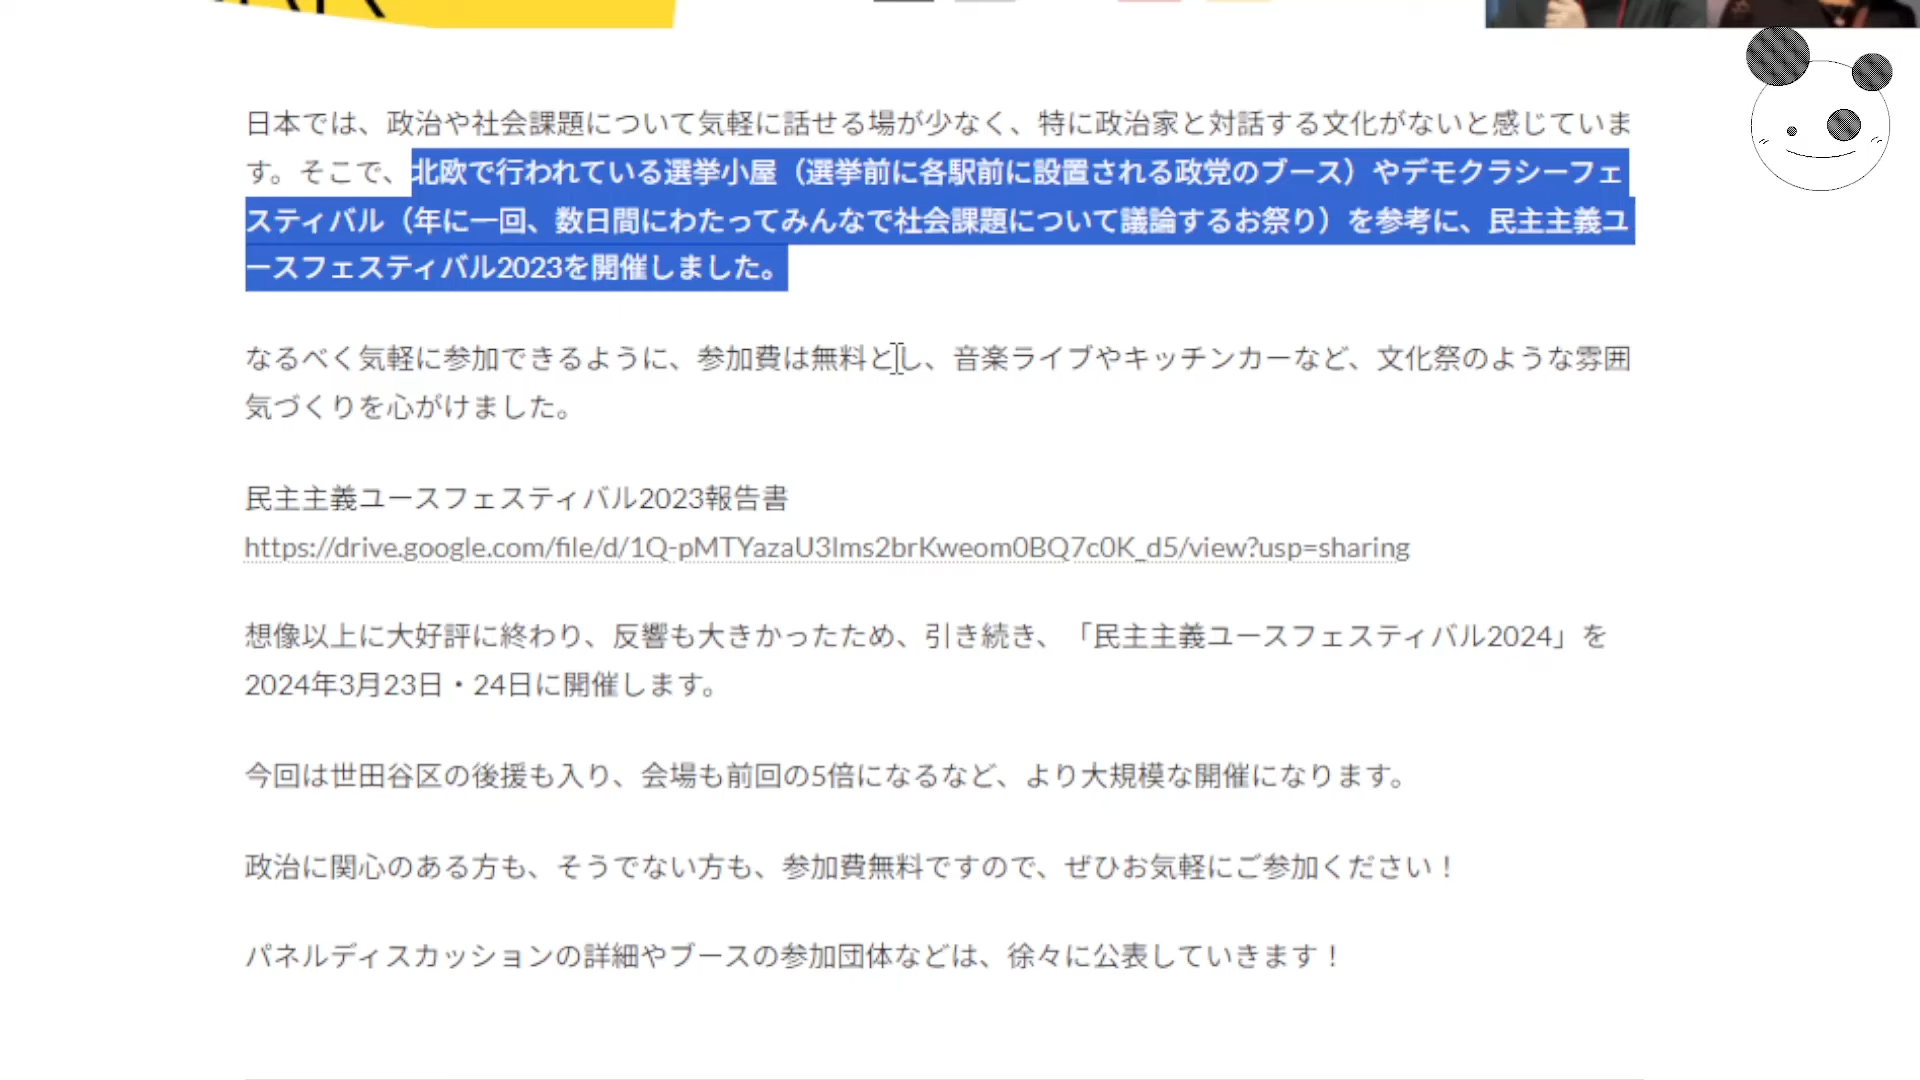 日本では、政治や社会課題について気軽に話せる場が少なく、特に政治家と対話する文化がないと感じていま
す。そこで、北欧で行われている選挙小屋（選挙前に各駅前に設置される政党のブース）やデモクラシーフェ
スティバル（年に一回、数日間にわたってみんなで社会課題について議論するお祭り）を参考に、民主主義ユ
ースフェスティバル2023を開催しました。
なるべく気軽に参加できるように、参加費は無料とし、音楽ライブやキッチンカーなど、文化祭のような雰囲
気づくりを心がけました。
民主主義ユースフェスティバル2023報告書
https://drive.google.com/file/d/1Q-pMTYazaU3lms2brKweom0BQ7c0K_d5/view?usp=sharing
想像以上に大好評に終わり、反響も大きかったため、引き続き、「民主主義ユースフェスティバル2024」を
2024年3月23日・24日に開催します。
今回は世田谷区の後援も入り、会場も前回の5倍になるなど、より大規模な開催になります。
政治に関心のある方も、そうでない方も、参加費無料ですので、ぜひお気軽にご参加ください！
パネルディスカッションの詳細やブースの参加団体などは、徐々に公表していきます！